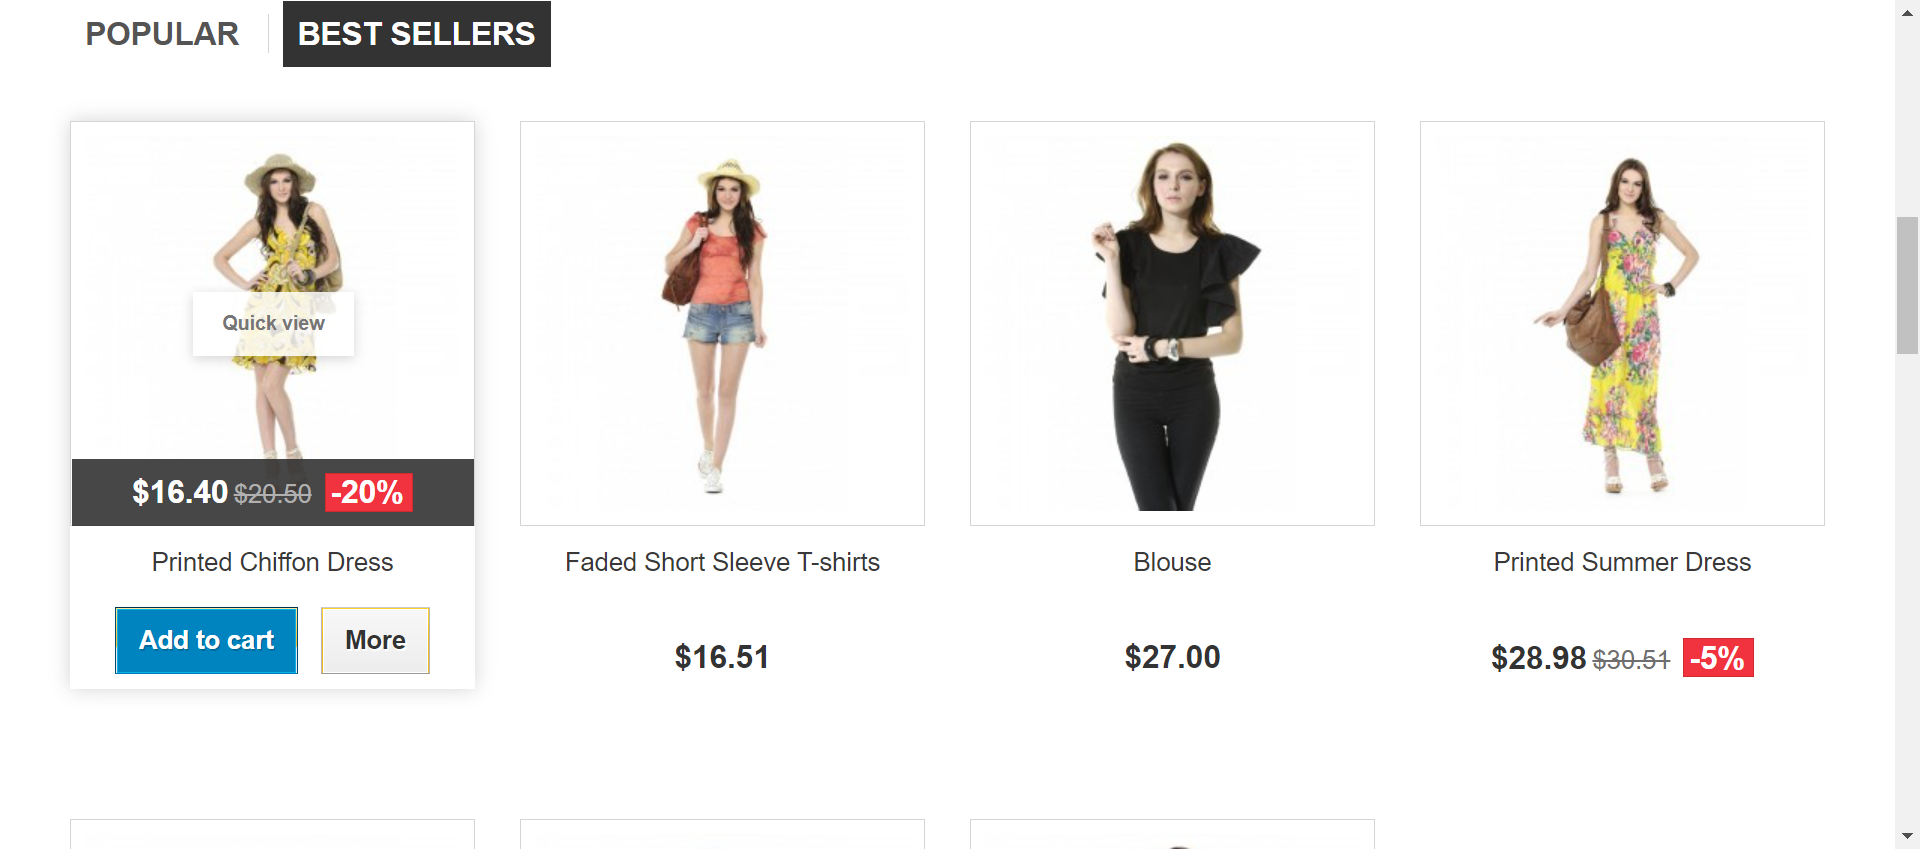 POPULAR
BEST SELLERS
Quick view
$16.40 $20.50 -20%
Printed Chiffon Dress
Add to cart
More
Faded Short Sleeve T-shirts
$16.51
Blouse
$27.00
Printed Summer Dress
$28.98 $30.51 -5%